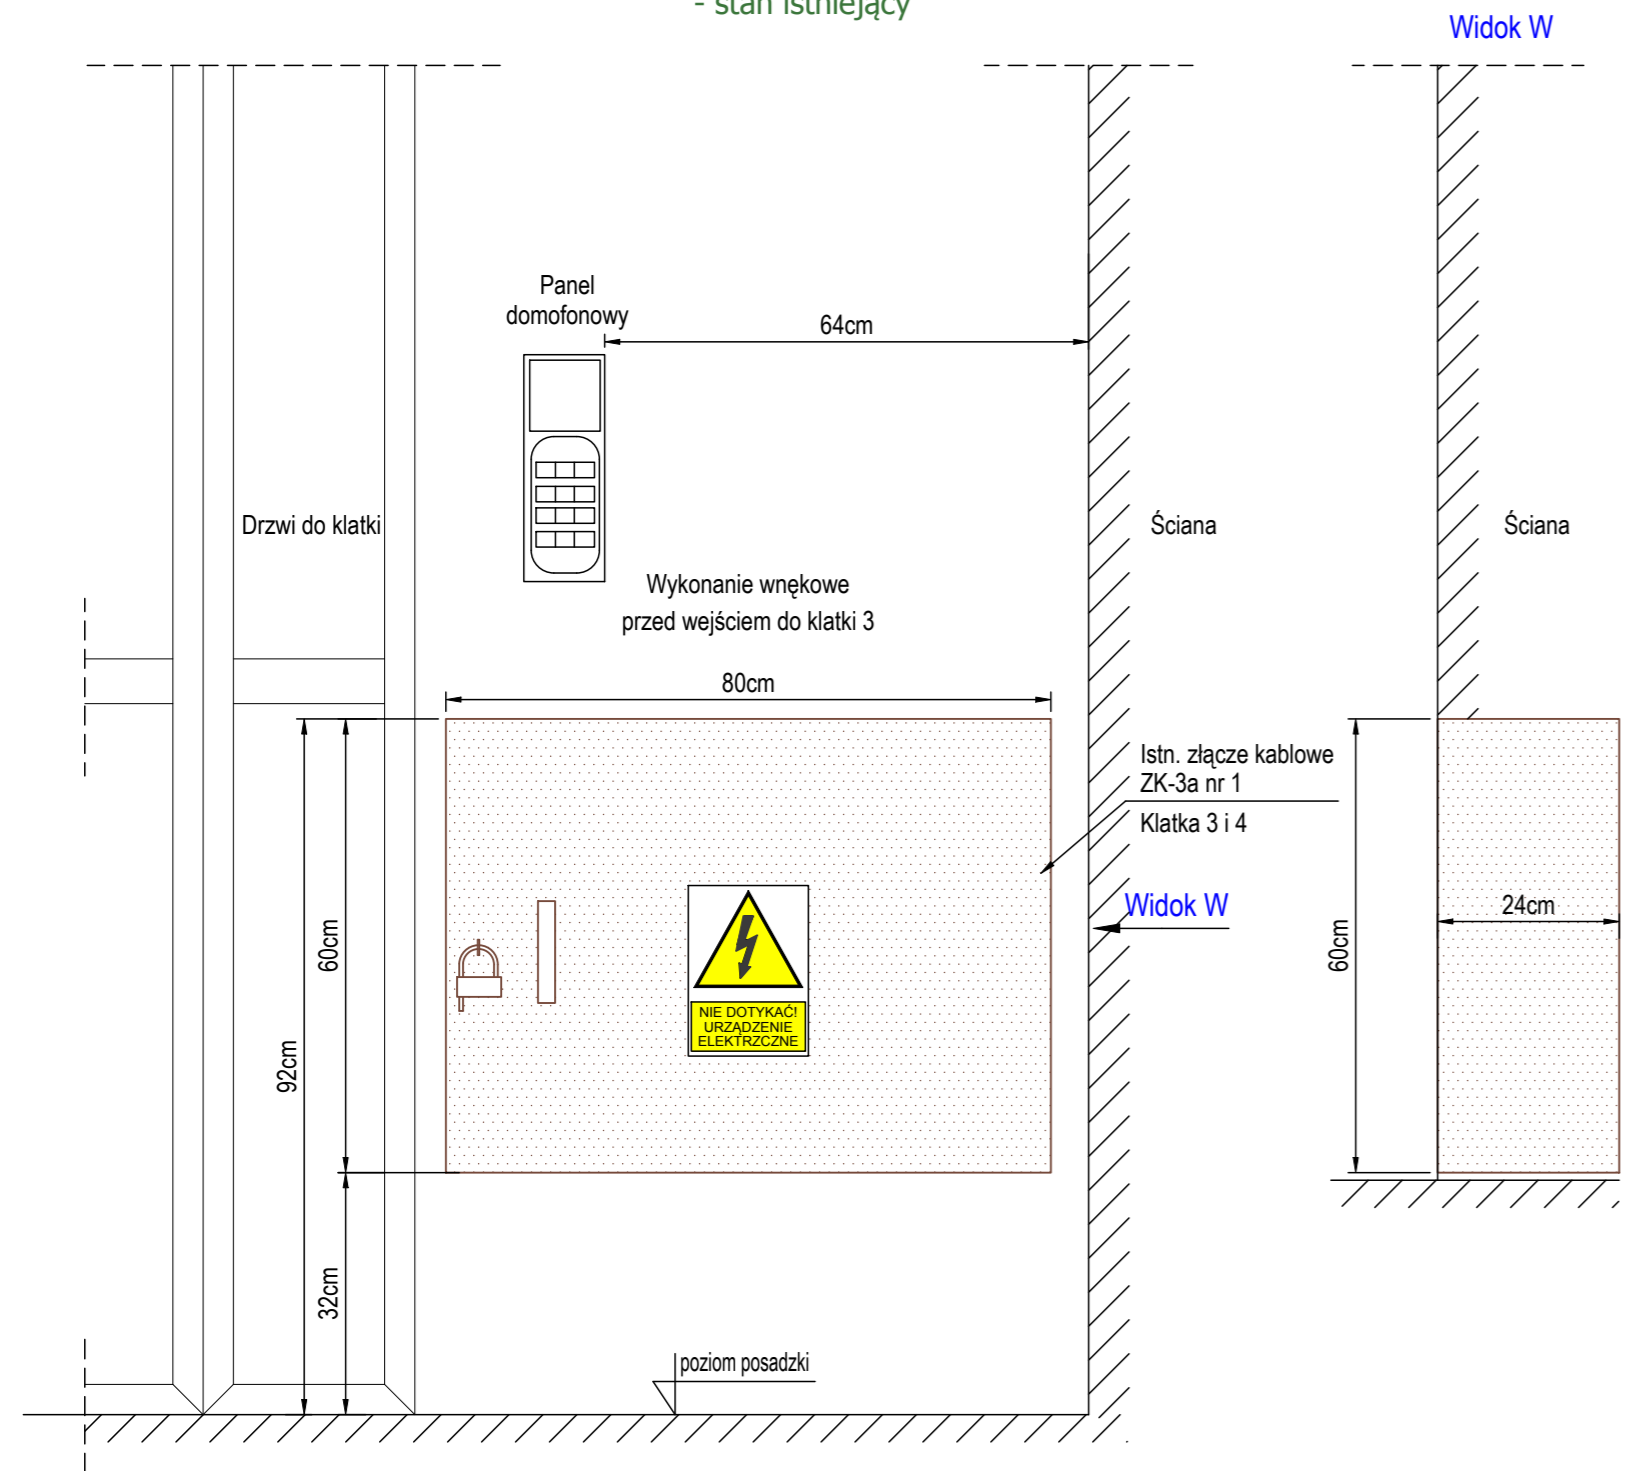 - stan istniejący
Widok W
Panel
domofonowy
64cm
Drzwi do klatki
Ściana
Ściana
Wykonanie wnękowe
przed wejściem do klatki 3
80cm
Istn. złącze kablowe
ZK-3a nr 1
Klatka 3 i 4
Widok W
24cm
60cm
60cm
NIE DOTYKAĆ!
URZĄDZENIE
ELEKTRZCZNE
92cm
32cm
poziom posadzki